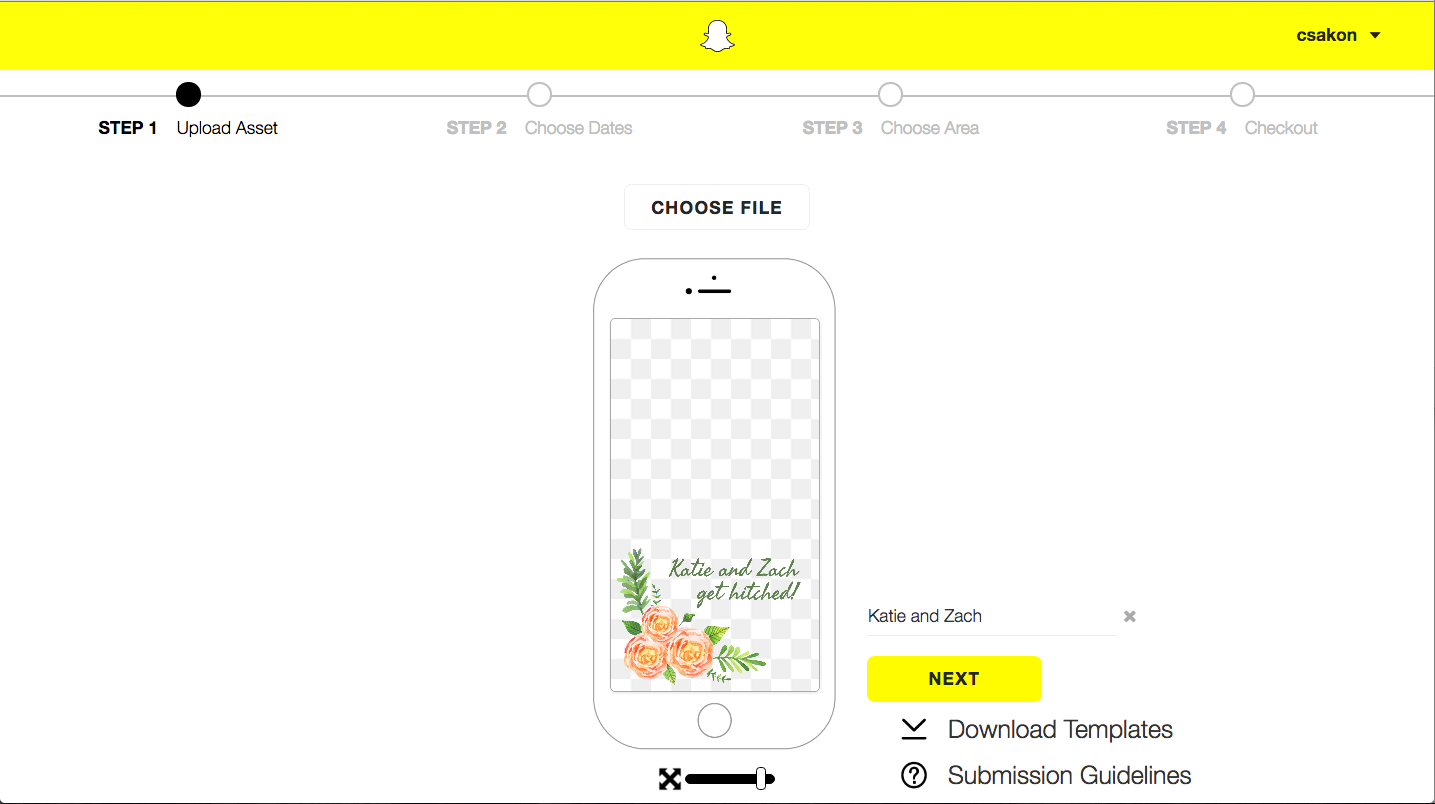 csakon
STEP 1 Upload Asset
STEP 2 Choose Dates
STEP 3 Choose Area
STEP 4 Checkout
CHOOSE FILE
Katie and Zach
get hitched!
Katie and Zach
NEXT
Download Templates
Submission Guidelines